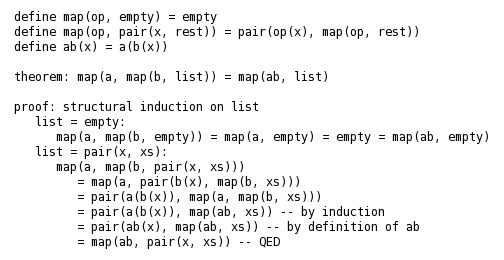 define map(op, empty) = empty
define map(op, pair(x, rest)) = pair(op(x), map(op, rest))
define ab(x) = a(b(x))

theorem: map(a, map(b, list)) = map(ab, list)

proof: structural induction on list
   list = empty:
      map(a, map(b, empty)) = map(a, empty) = empty = map(ab, empty)
   list = pair(x, xs):
      map(a, map(b, pair(x, xs)))
         = map(a, pair(b(x), map(b, xs)))
         = pair(a(b(x)), map(a, map(b, xs)))
         = pair(a(b(x)), map(ab, xs)) -- by induction
         = pair(ab(x), map(ab, xs)) -- by definition of ab
         = map(ab, pair(x, xs)) -- QED